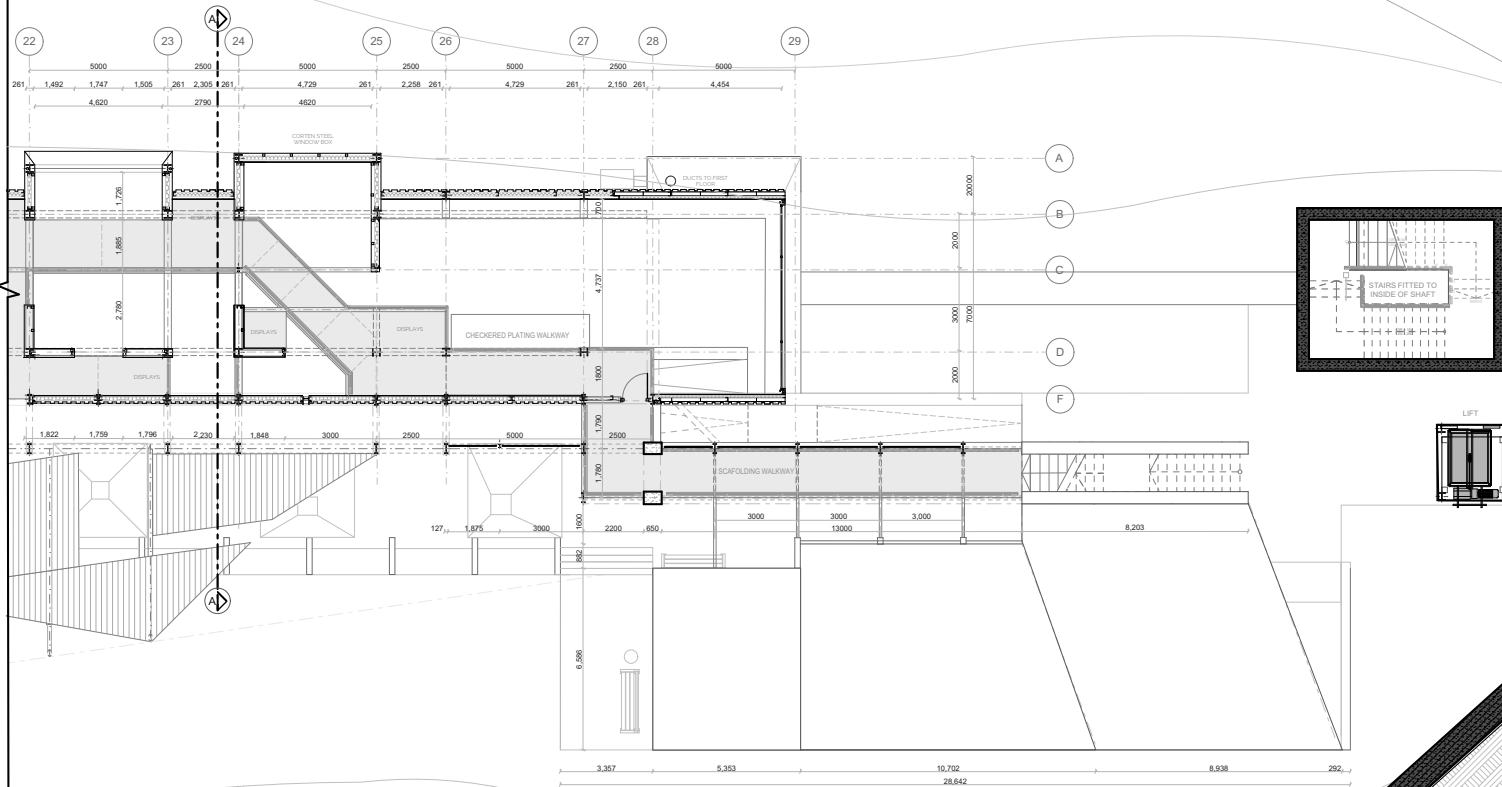 A
22 23 24 25 26 27 28 29
5000 2500 5000 2500 5000 2500 5000
261 1,492 1,747 1,505 261 2,305 261 4,729 261 2,258 261 4,729 261 2,150 261 4,454
4,620 2790 4620
CORTEN STEEL
WINDOW BOX
A
DUCTS TO FIRST
FLOOR
1,726
700
20000
B
DISPLAYS
1,885
2000
C
4,737
STAIRS FITTED TO
INSIDE OF SHAFT
2,780
3000
7000
DISPLAYS
DISPLAYS
CHECKERED PLATING WALKWAY
D
DISPLAYS
1800
2000
F
LIFT
1,790
1,822 1,759 1,796 2,230 1,848 3000 2500 5000 2500
SCAFOLDING WALKWAY
1,780
3000 3000 3,000
127 1,875 3000 1600 2200 650 13000 8,203
882
A
6,586
3,357 5,353 10,702 8,938 292
28,642